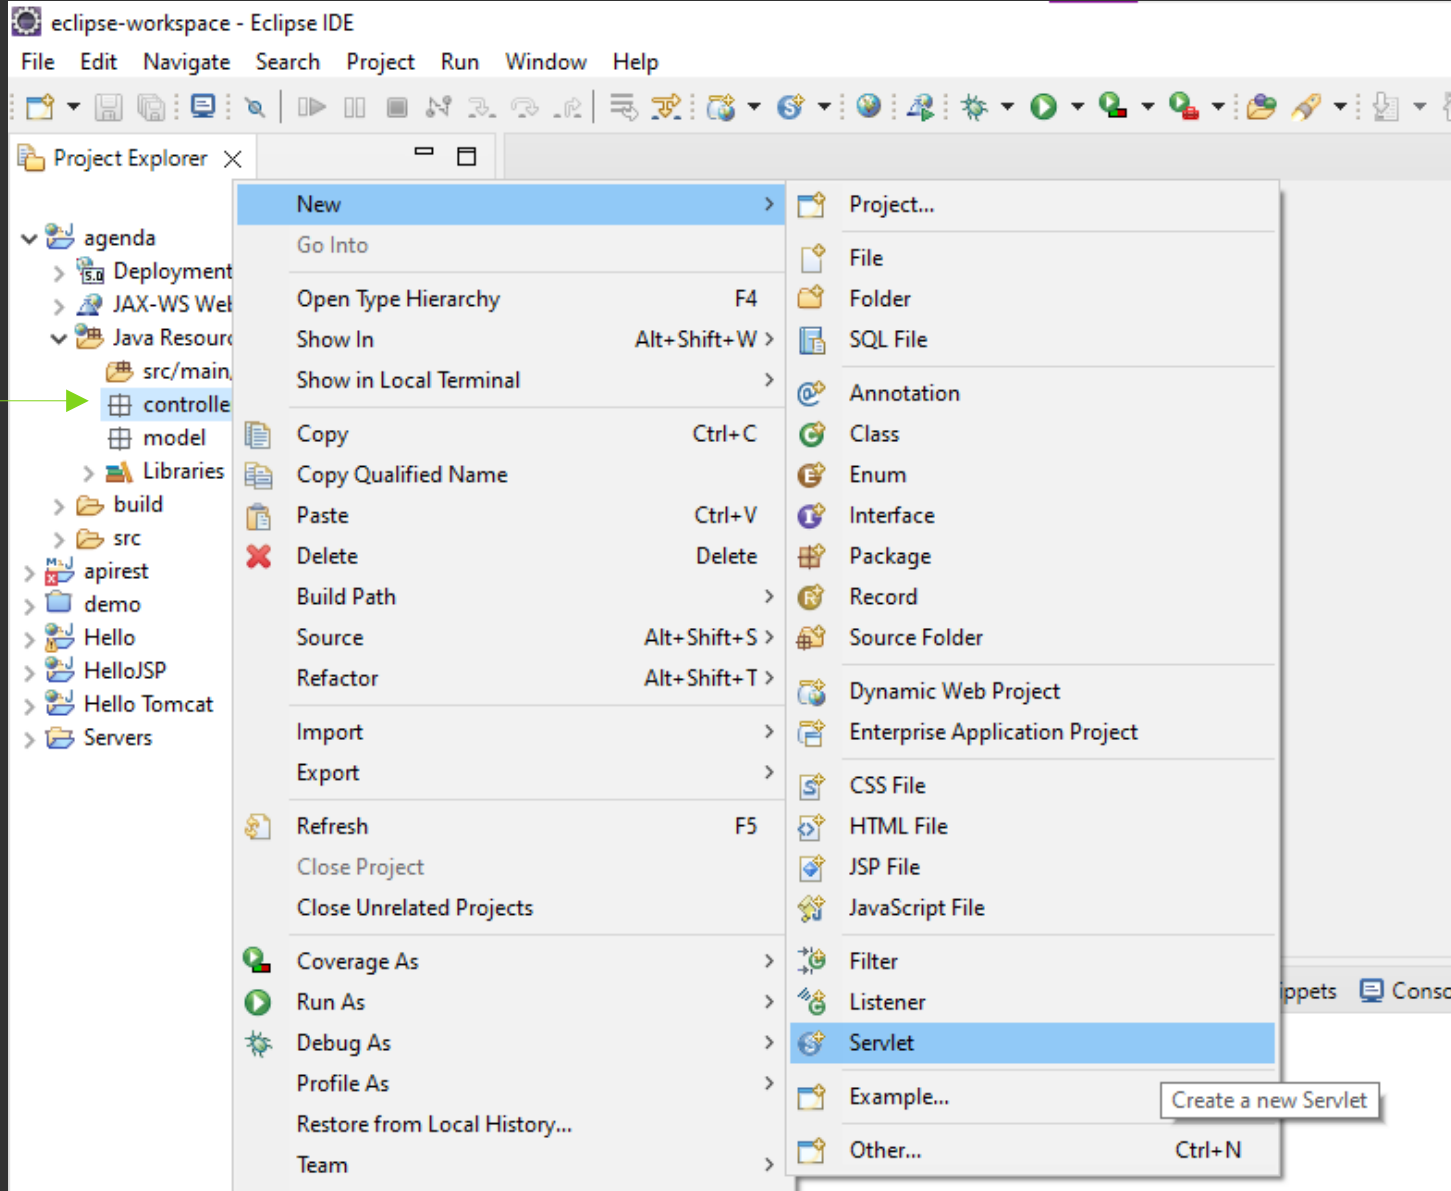 eclipse-workspace - Eclipse IDE
File Edit Navigate Search Project Run Window Help
Project Explorer
agenda
5.0 Deployment
JAX-WS Web
Java Resourc
src/main
controlle
model
Libraries
build
src
apirest
demo
Hello
HelloJSP
Hello Tomcat
Servers
New
Go Into
Open Type Hierarchy F4
Show In Alt+Shift+W
Show in Local Terminal
Copy Ctrl+C
Copy Qualified Name
Paste Ctrl+V
Delete Delete
Build Path
Source Alt+Shift+S
Refactor Alt+Shift+T
Import
Export
Refresh F5
Close Project
Close Unrelated Projects
Coverage As
Run As
Debug As
Profile As
Restore from Local History...
Team
Project...
File
Folder
SQL File
Annotation
Class
Enum
Interface
Package
Record
Source Folder
Dynamic Web Project
Enterprise Application Project
CSS File
HTML File
JSP File
JavaScript File
Filter
Listener
Servlet
Example...
Other... Ctrl+N
Create a new Servlet
ppets Consc